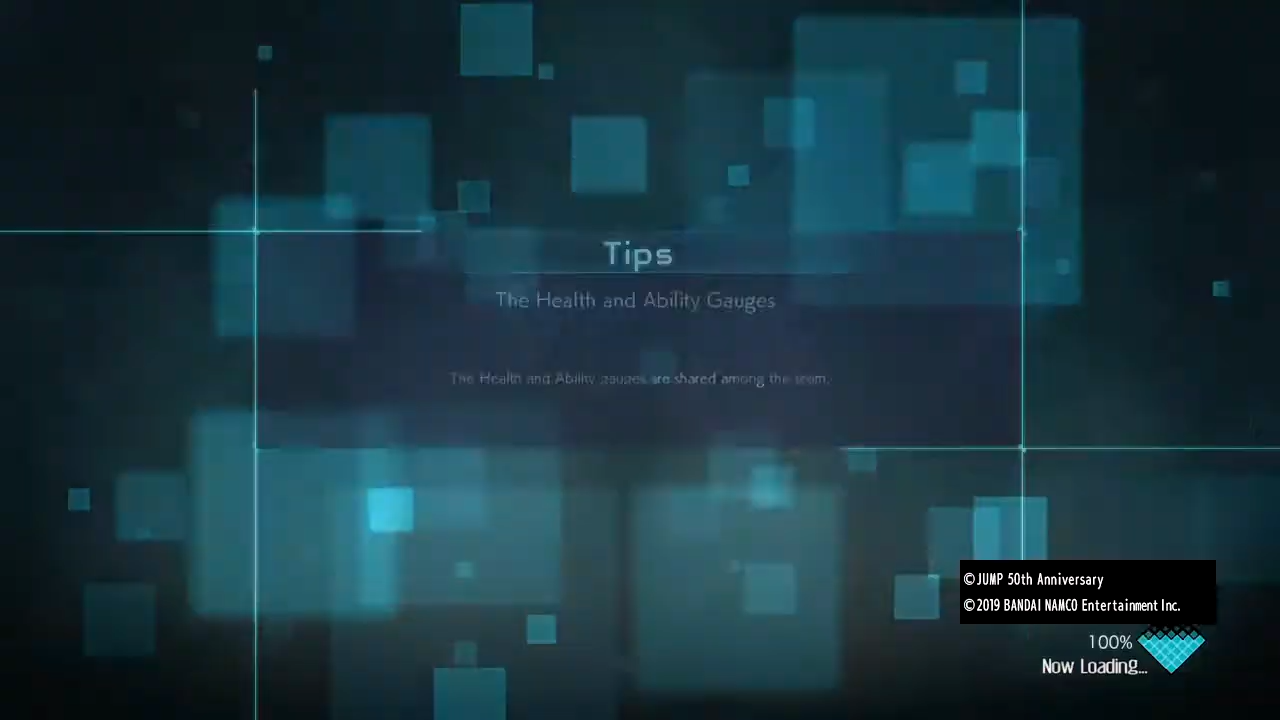 Tips
The Health and Ability Gauges
The Health and Ability gauges are shared among the team.
©JUMP 50th Anniversary
©2019 BANDAI NAMCO Entertainment Inc.
100%
Now Loading...